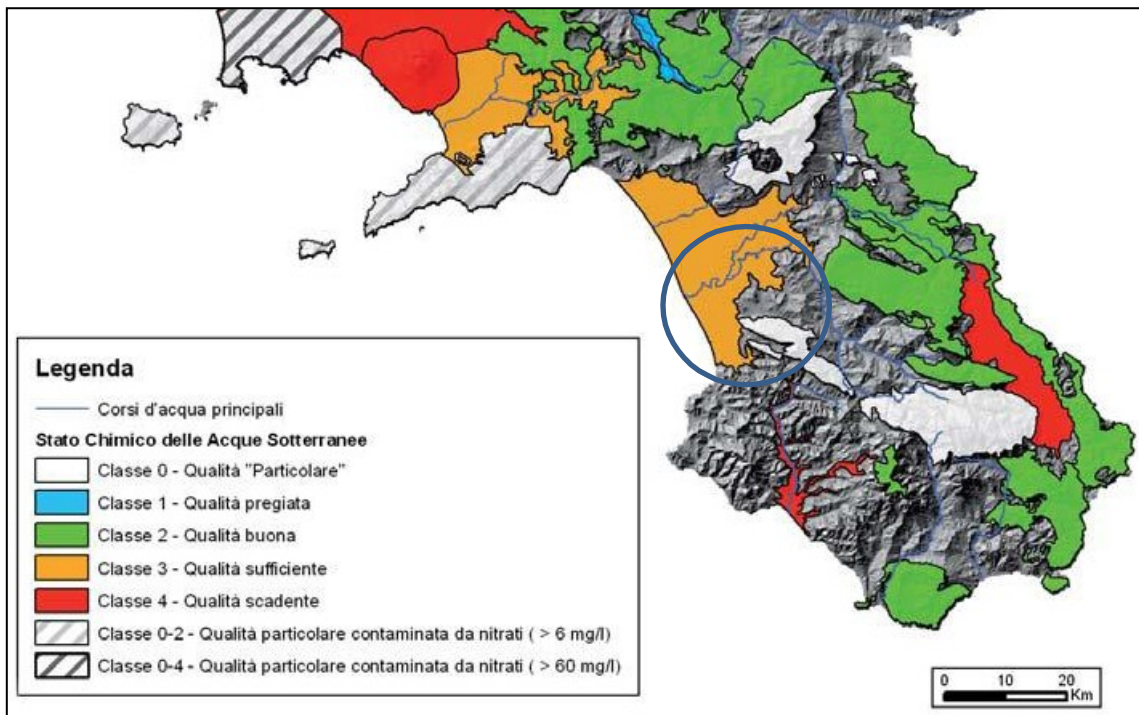 Legenda
Corsi d'acqua principali
Stato Chimico delle Acque Sotterranee
Classe 0 - Qualità "Particolare"
Classe 1 - Qualità pregiata
Classe 2 - Qualità buona
Classe 3 - Qualità sufficiente
Classe 4 - Qualità scadente
Classe 0-2 - Qualità particolare contaminata da nitrati ( > 6 mg/l)
Classe 0-4 - Qualità particolare contaminata da nitrati ( > 60 mg/l)
0 10 20
Km